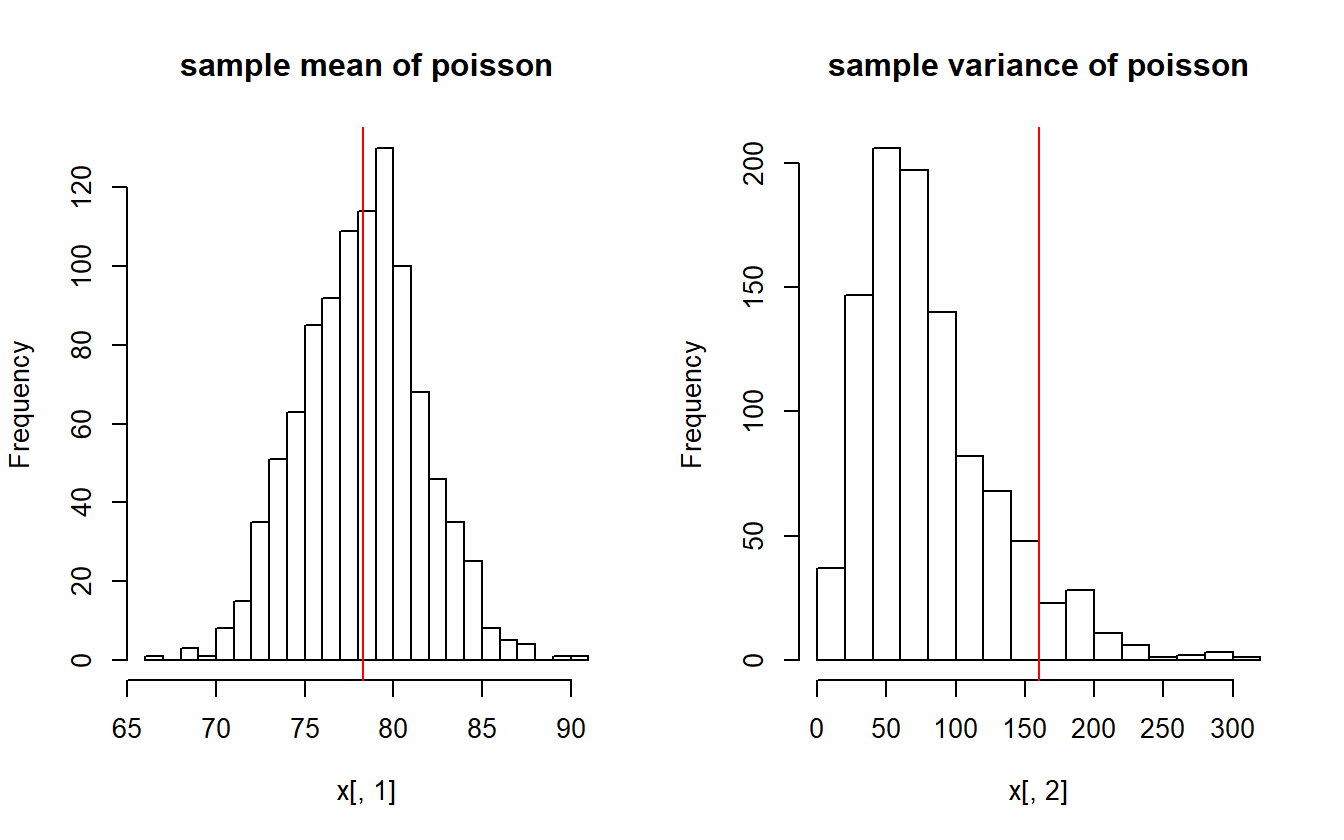 sample mean of poisson
Frequency
0 20 40 60 80 100 120
65 70 75 80 85 90
x[, 1]
sample variance of poisson
Frequency
0 50 100 150 200
0 50 100 150 200 250 300
x[, 2]